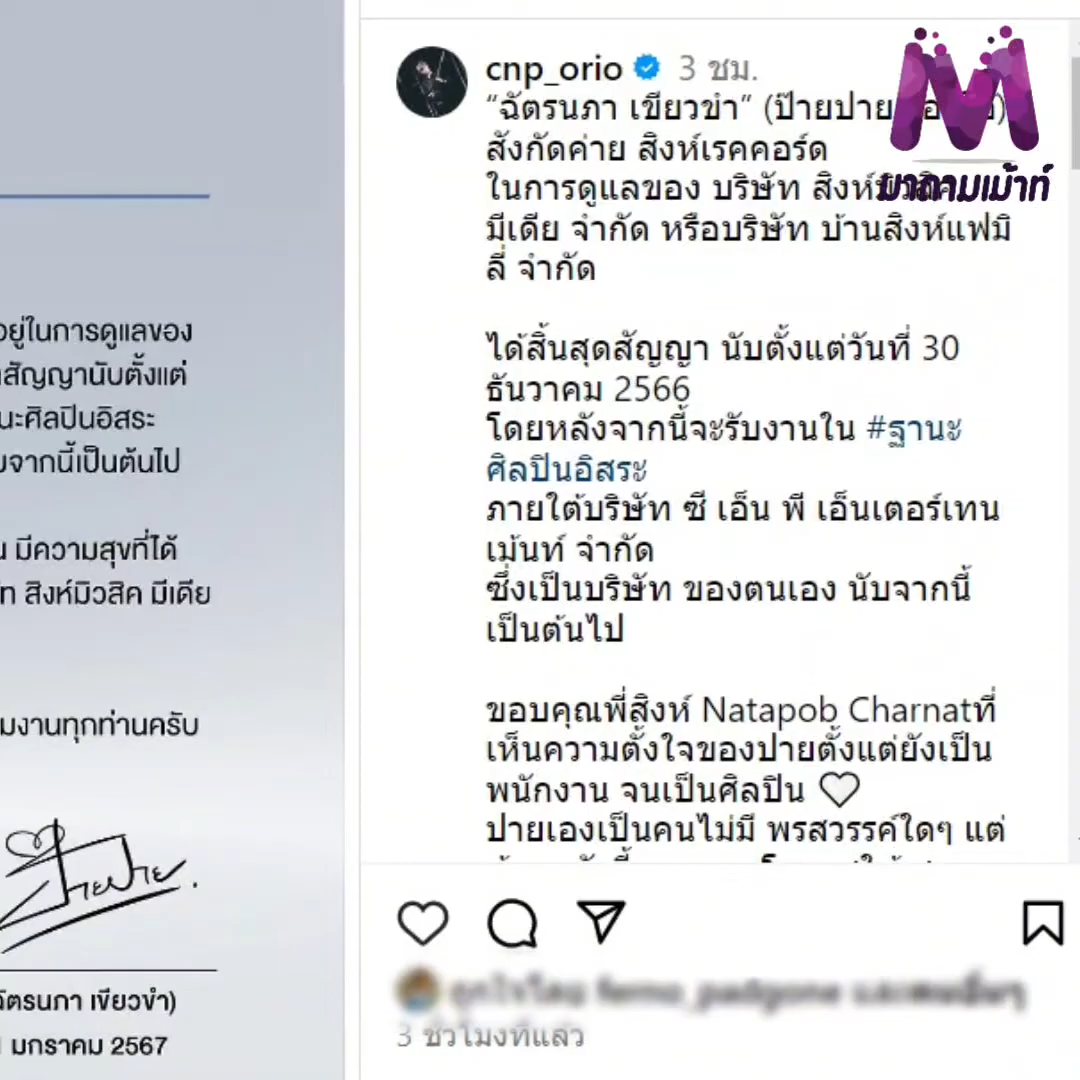 อยู่ในการดูแลของ
สัญญานับตั้งแต่
นะศิลปินอิสระ
จากนี้เป็นต้นไป
มีความสุขที่ได้
สิงห์มิวสิค มีเดีย
มงานทุกท่านครับ
ป้ายปาย
ฉัตรนภา เขียวขำ)
มกราคม 2567
cnp_orio 3 ชม.
“ฉัตรนภา เขียวขำ” (ป๊ายปาย
สังกัดค่าย สิงห์เรคคอร์ด
ในการดูแลของ บริษัท สิงห์มิวสิค
มีเดีย จำกัด หรือบริษัท บ้านสิงห์แฟมิ
ลี่ จำกัด
ได้สิ้นสุดสัญญา นับตั้งแต่วันที่ 30
ธันวาคม 2566
โดยหลังจากนี้จะรับงานใน #ฐานะ
ศิลปินอิสระ
ภายใต้บริษัท ซี เอ็น พี เอ็นเตอร์เทน
เม้นท์ จำกัด
ซึ่งเป็นบริษัท ของตนเอง นับจากนี้
เป็นต้นไป
ขอบคุณพี่สิงห์ Natapob Charnatที่
เห็นความตั้งใจของปายตั้งแต่ยังเป็น
พนักงาน จนเป็นศิลปิน
ปายเองเป็นคนไม่มี พรสวรรค์ใดๆ แต่
3 ชั่วโมงที่แล้ว
M
มาตามเม้าท์